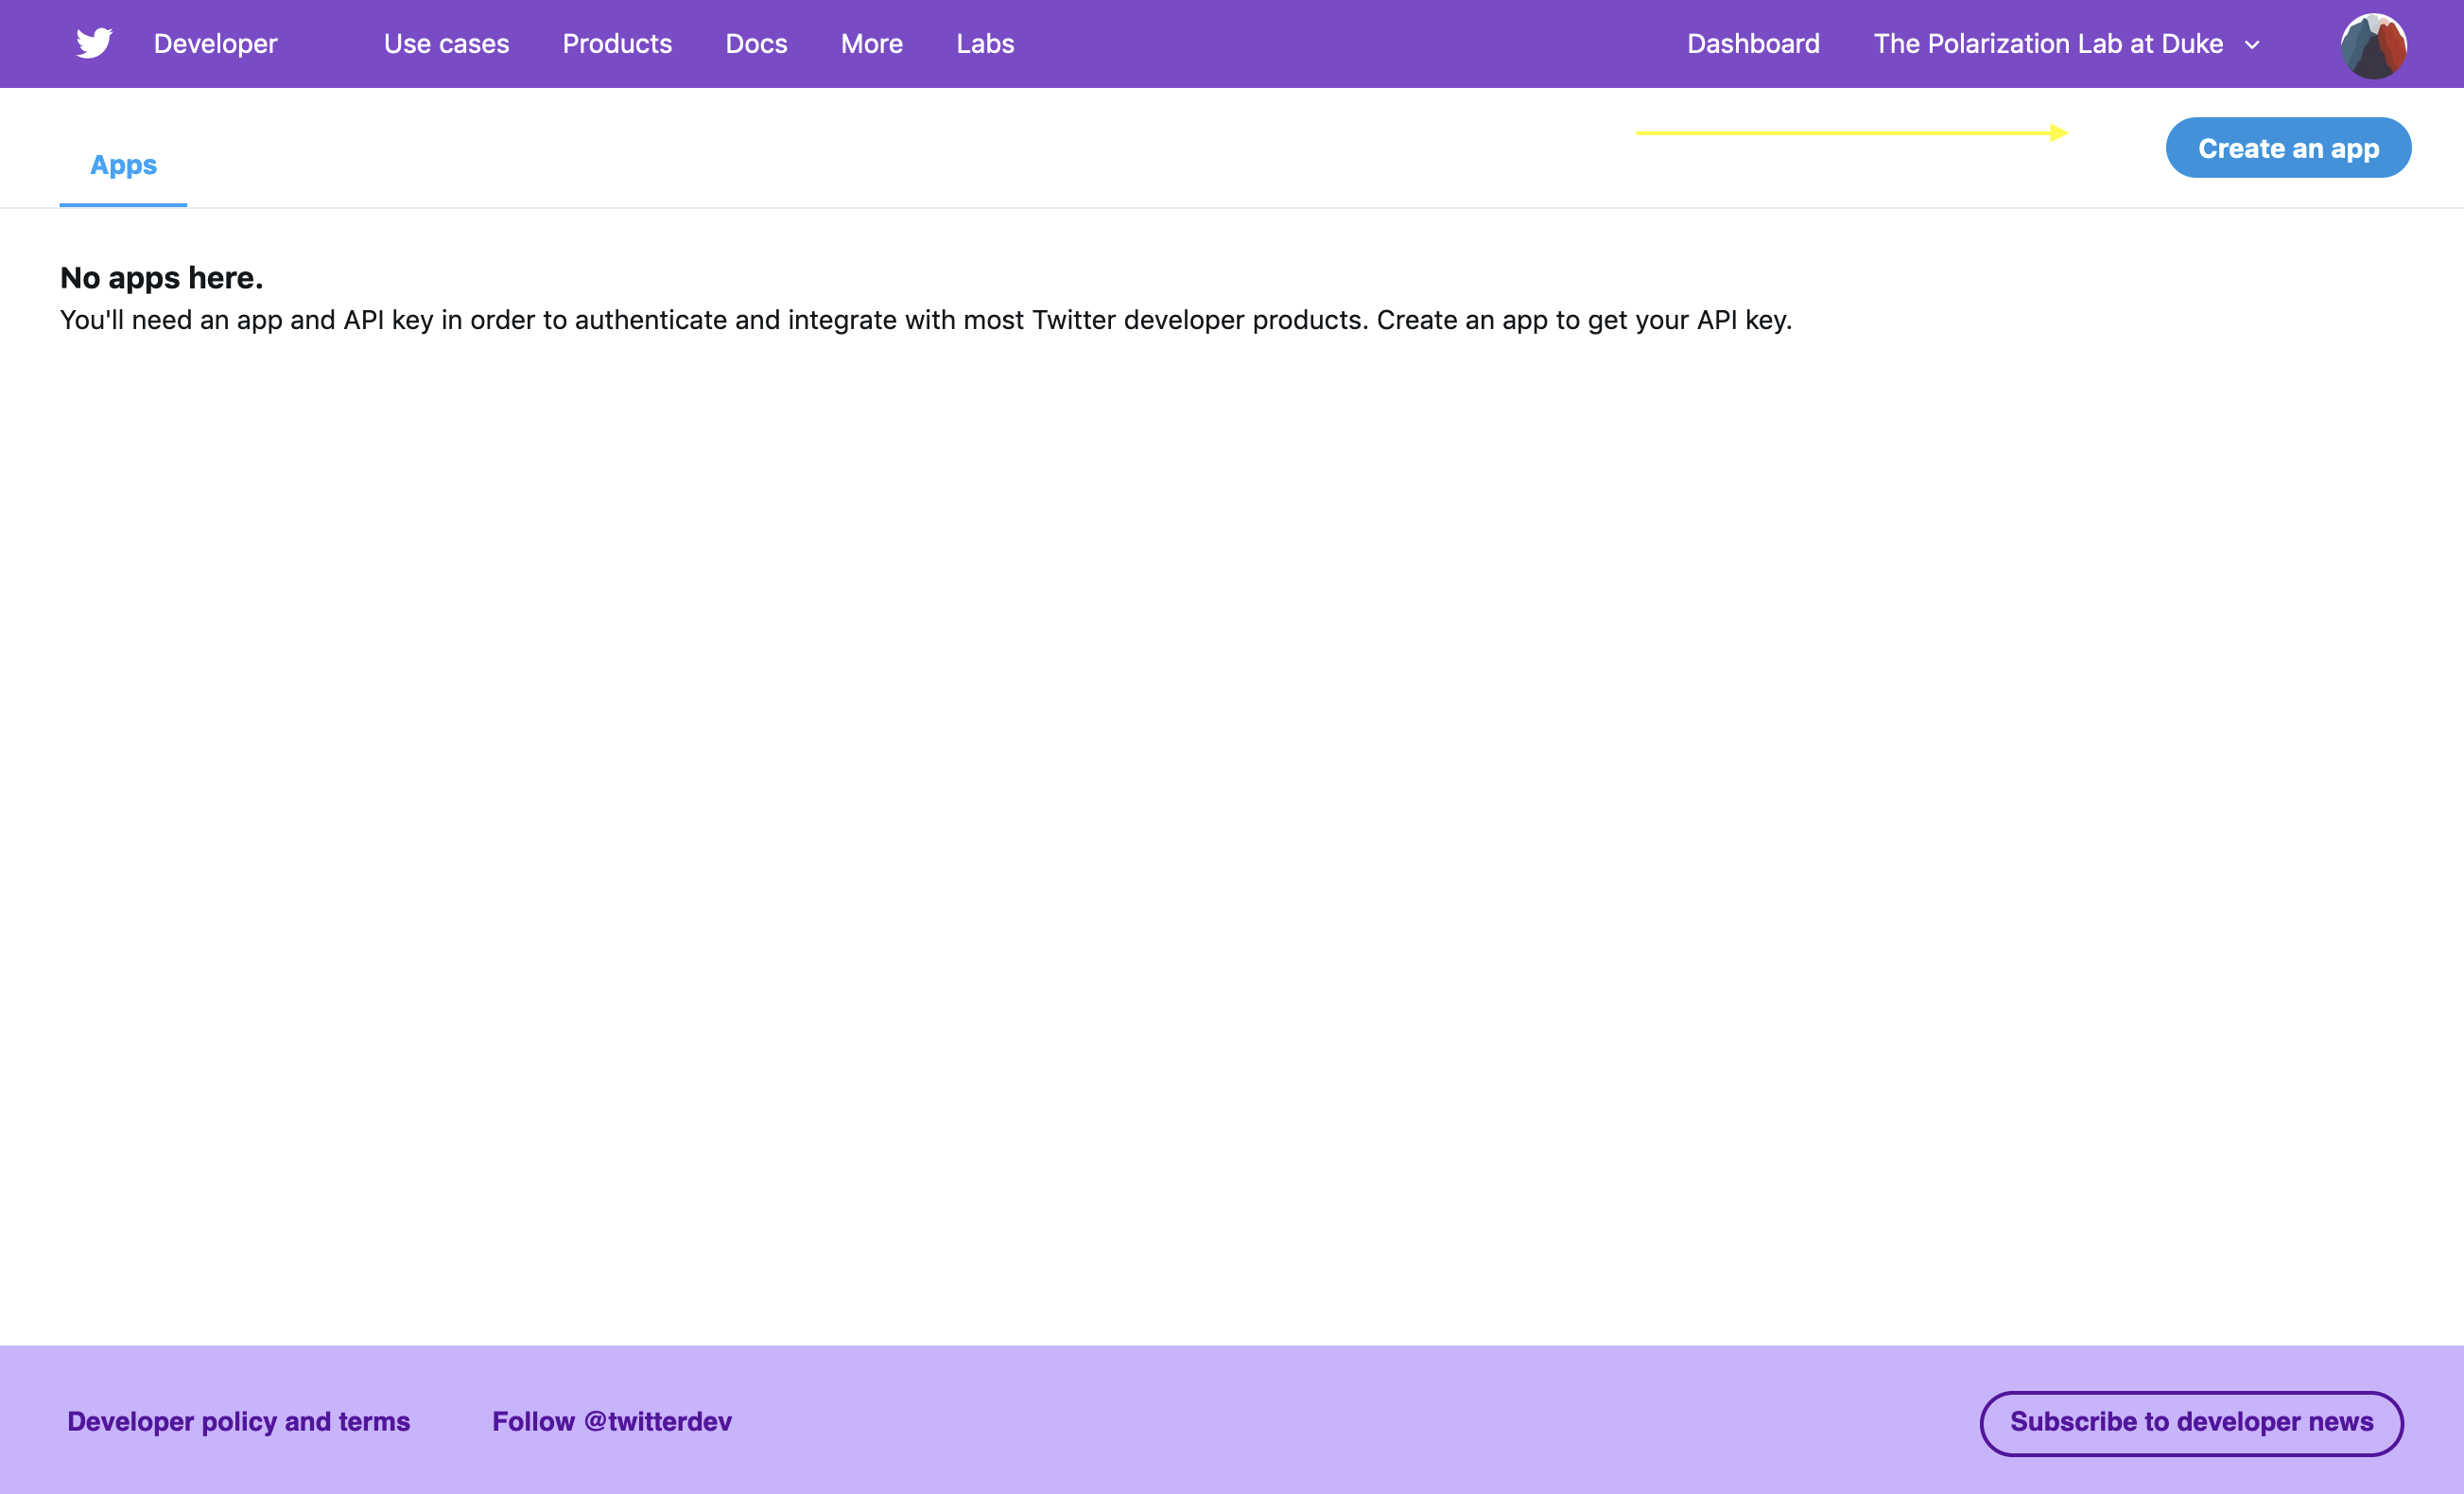 Developer Use cases Products Docs More Labs Dashboard The Polarization Lab at Duke
Apps
Create an app
No apps here.
You'll need an app and API key in order to authenticate and integrate with most Twitter developer products. Create an app to get your API key.
Developer policy and terms Follow @twitterdev Subscribe to developer news